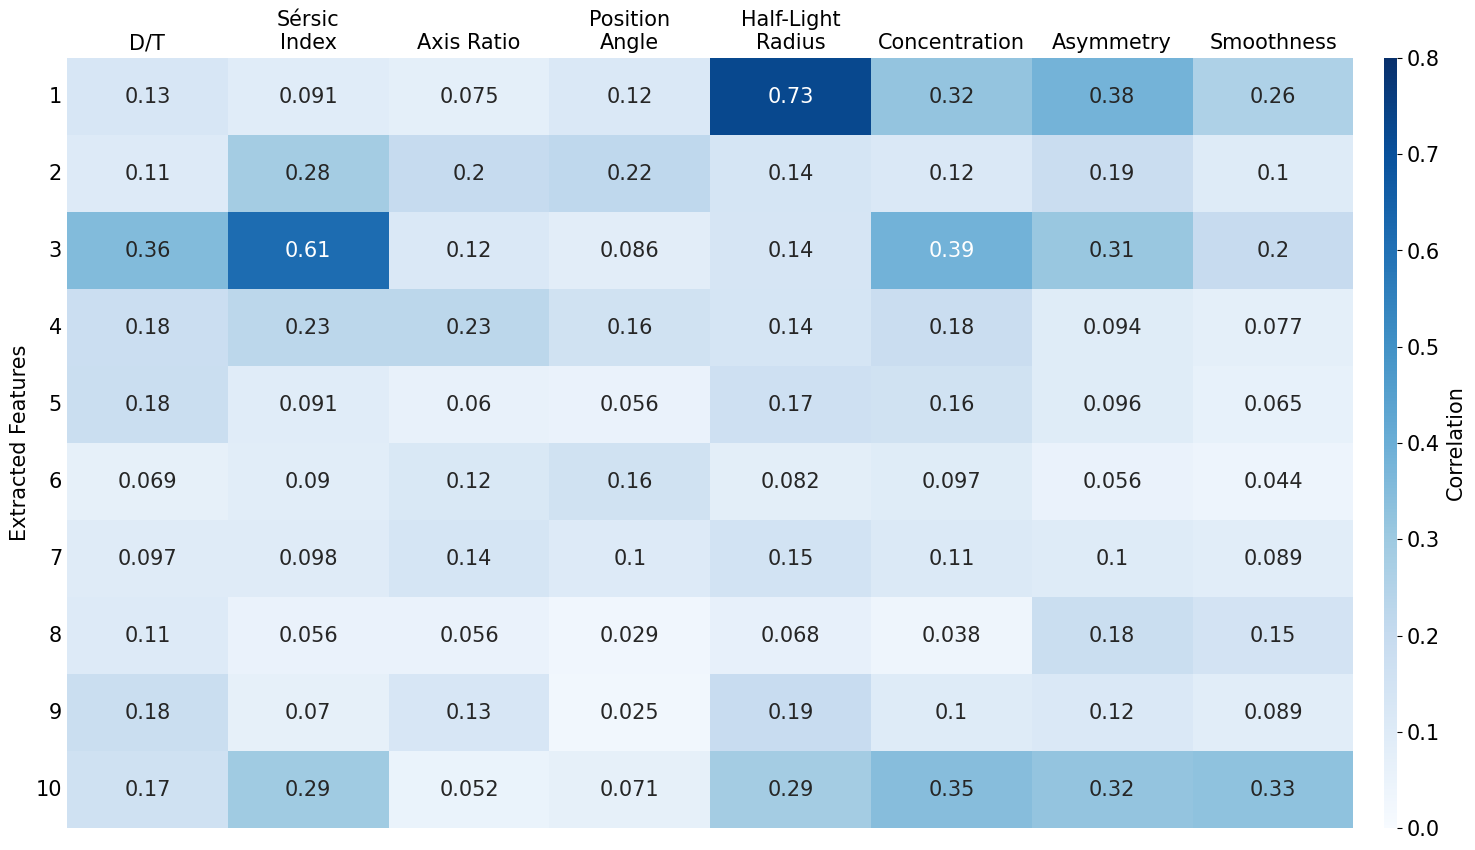 Sérsic
Index
Position
Angle
Half-Light
Radius
D/T
Axis Ratio
Concentration
Asymmetry
Smoothness
1 0.13 0.091 0.075 0.12 0.73 0.32 0.38 0.26
2 0.11 0.28 0.2 0.22 0.14 0.12 0.19 0.1
3 0.36 0.61 0.12 0.086 0.14 0.39 0.31 0.2
4 0.18 0.23 0.23 0.16 0.14 0.18 0.094 0.077
5 0.18 0.091 0.06 0.056 0.17 0.16 0.096 0.065
6 0.069 0.09 0.12 0.16 0.082 0.097 0.056 0.044
7 0.097 0.098 0.14 0.1 0.15 0.11 0.1 0.089
8 0.11 0.056 0.056 0.029 0.068 0.038 0.18 0.15
9 0.18 0.07 0.13 0.025 0.19 0.1 0.12 0.089
10 0.17 0.29 0.052 0.071 0.29 0.35 0.32 0.33
Extracted Features
0.8
0.7
0.6
0.5
0.4
0.3
0.2
0.1
0.0
Correlation